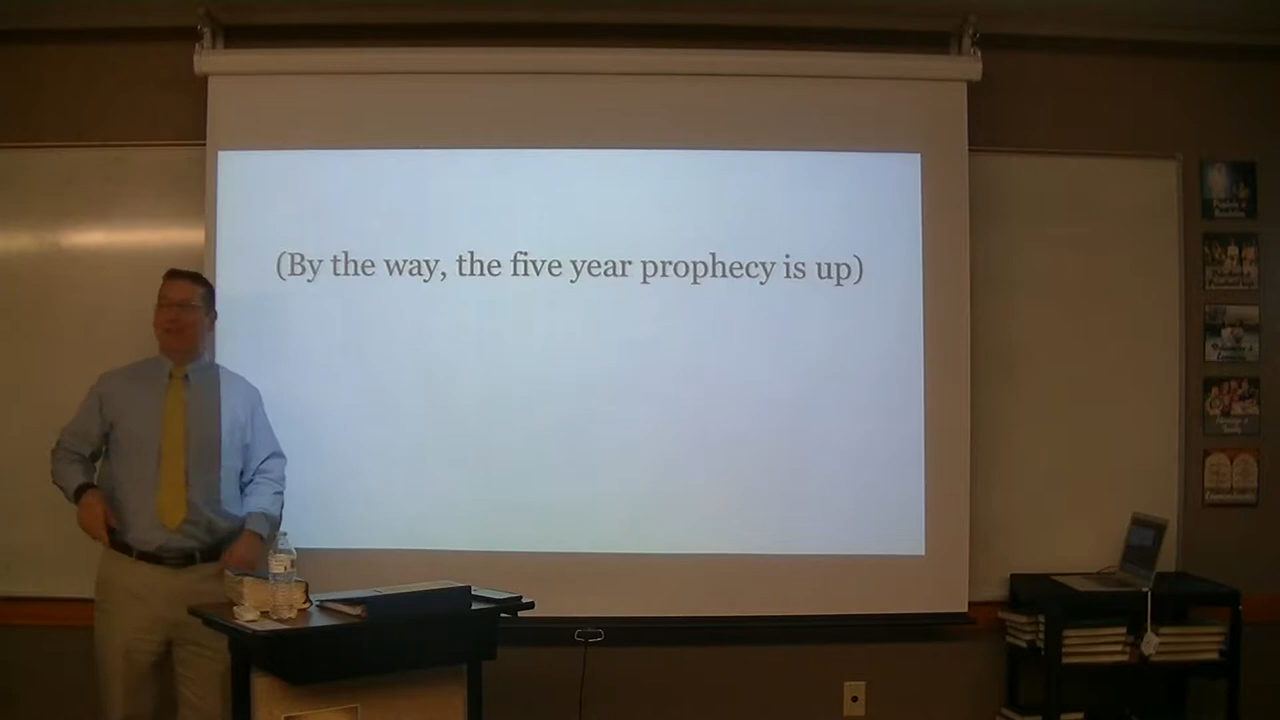 (By the way, the five year prophecy is up)